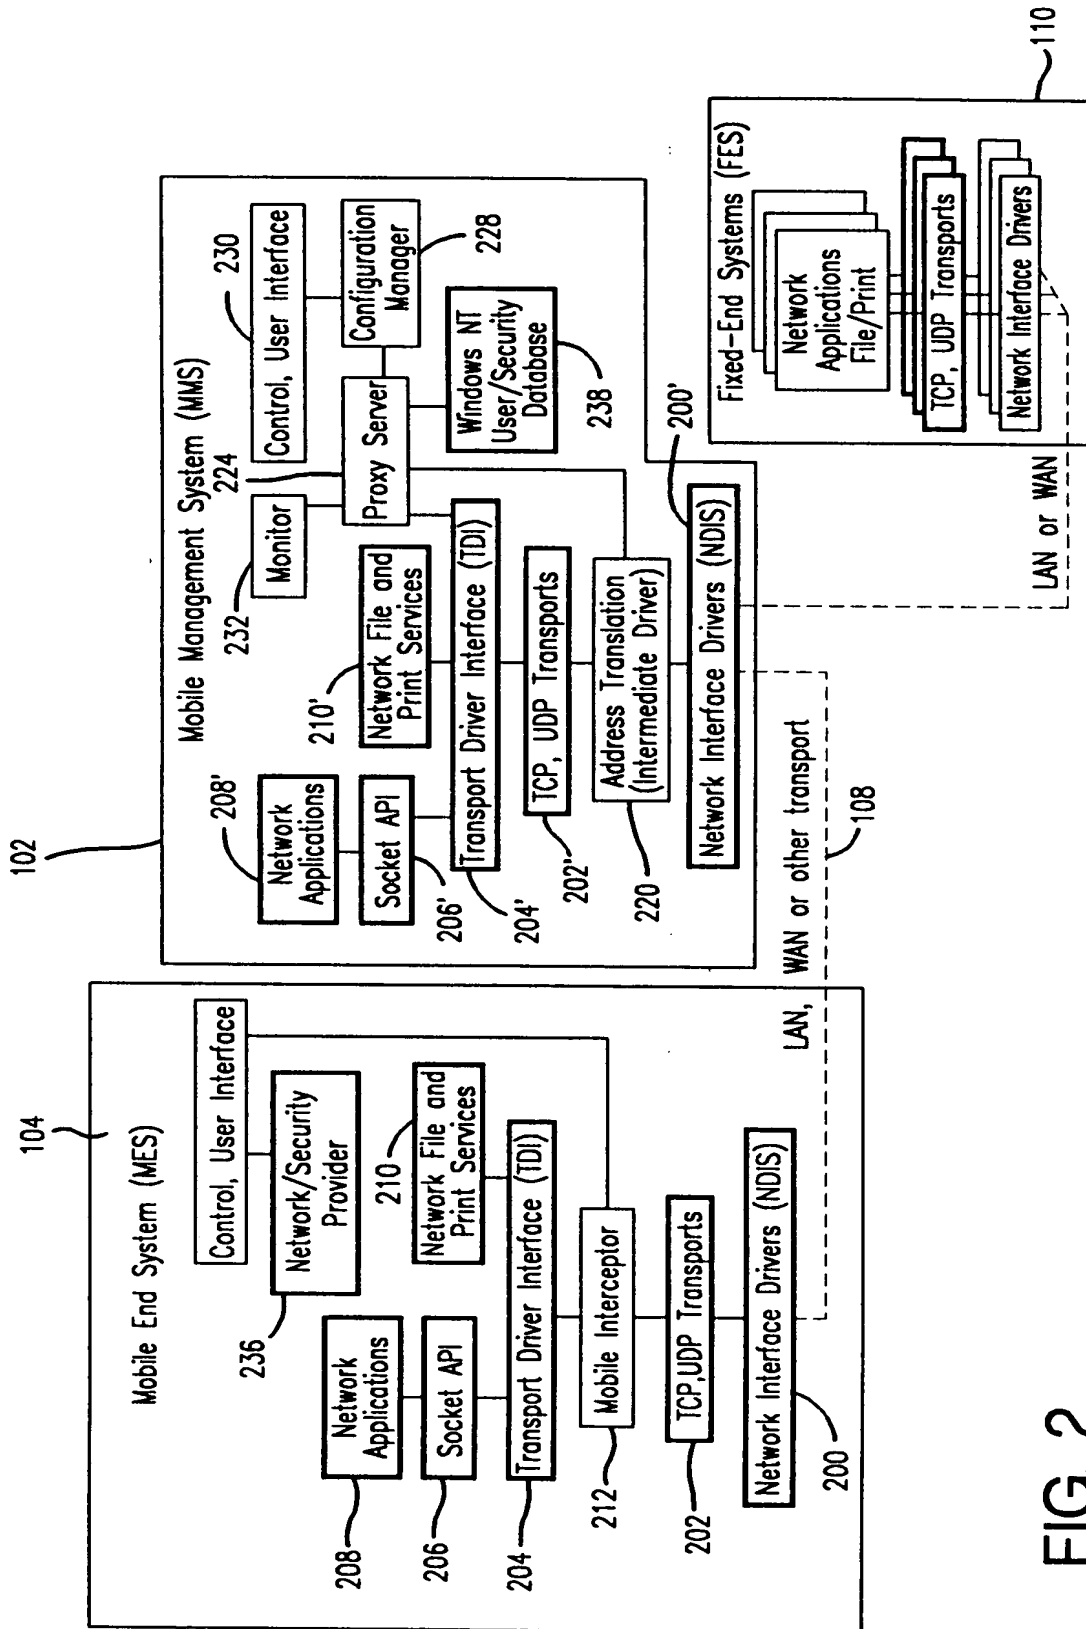 104
Mobile End System (MES)
Control, User Interface
Network/Security
Provider
236
210
Network File and
Print Services
Network
Applications
208
Socket API
206
Transport Driver Interface (TDI)
204
Mobile Interceptor
212
TCP,UDP Transports
202
Network Interface Drivers (NDIS)
200
LAN, WAN or other transport
108
102
Mobile Management System (MMS)
230
Control, User Interface
224
232
Monitor
Proxy Server
Configuration
Manager
228
Windows NT
User/Security
Database
238
208'
Network
Applications
210'
Network File and
Print Services
Socket API
206'
Transport Driver Interface (TDI)
204'
TCP, UDP Transports
202'
Address Translation
(Intermediate Driver)
220
Network Interface Drivers (NDIS)
200'
LAN or WAN
Fixed-End Systems (FES)
Network
Applications
File/Print
TCP, UDP Transports
Network Interface Drivers
110
FIG. 2